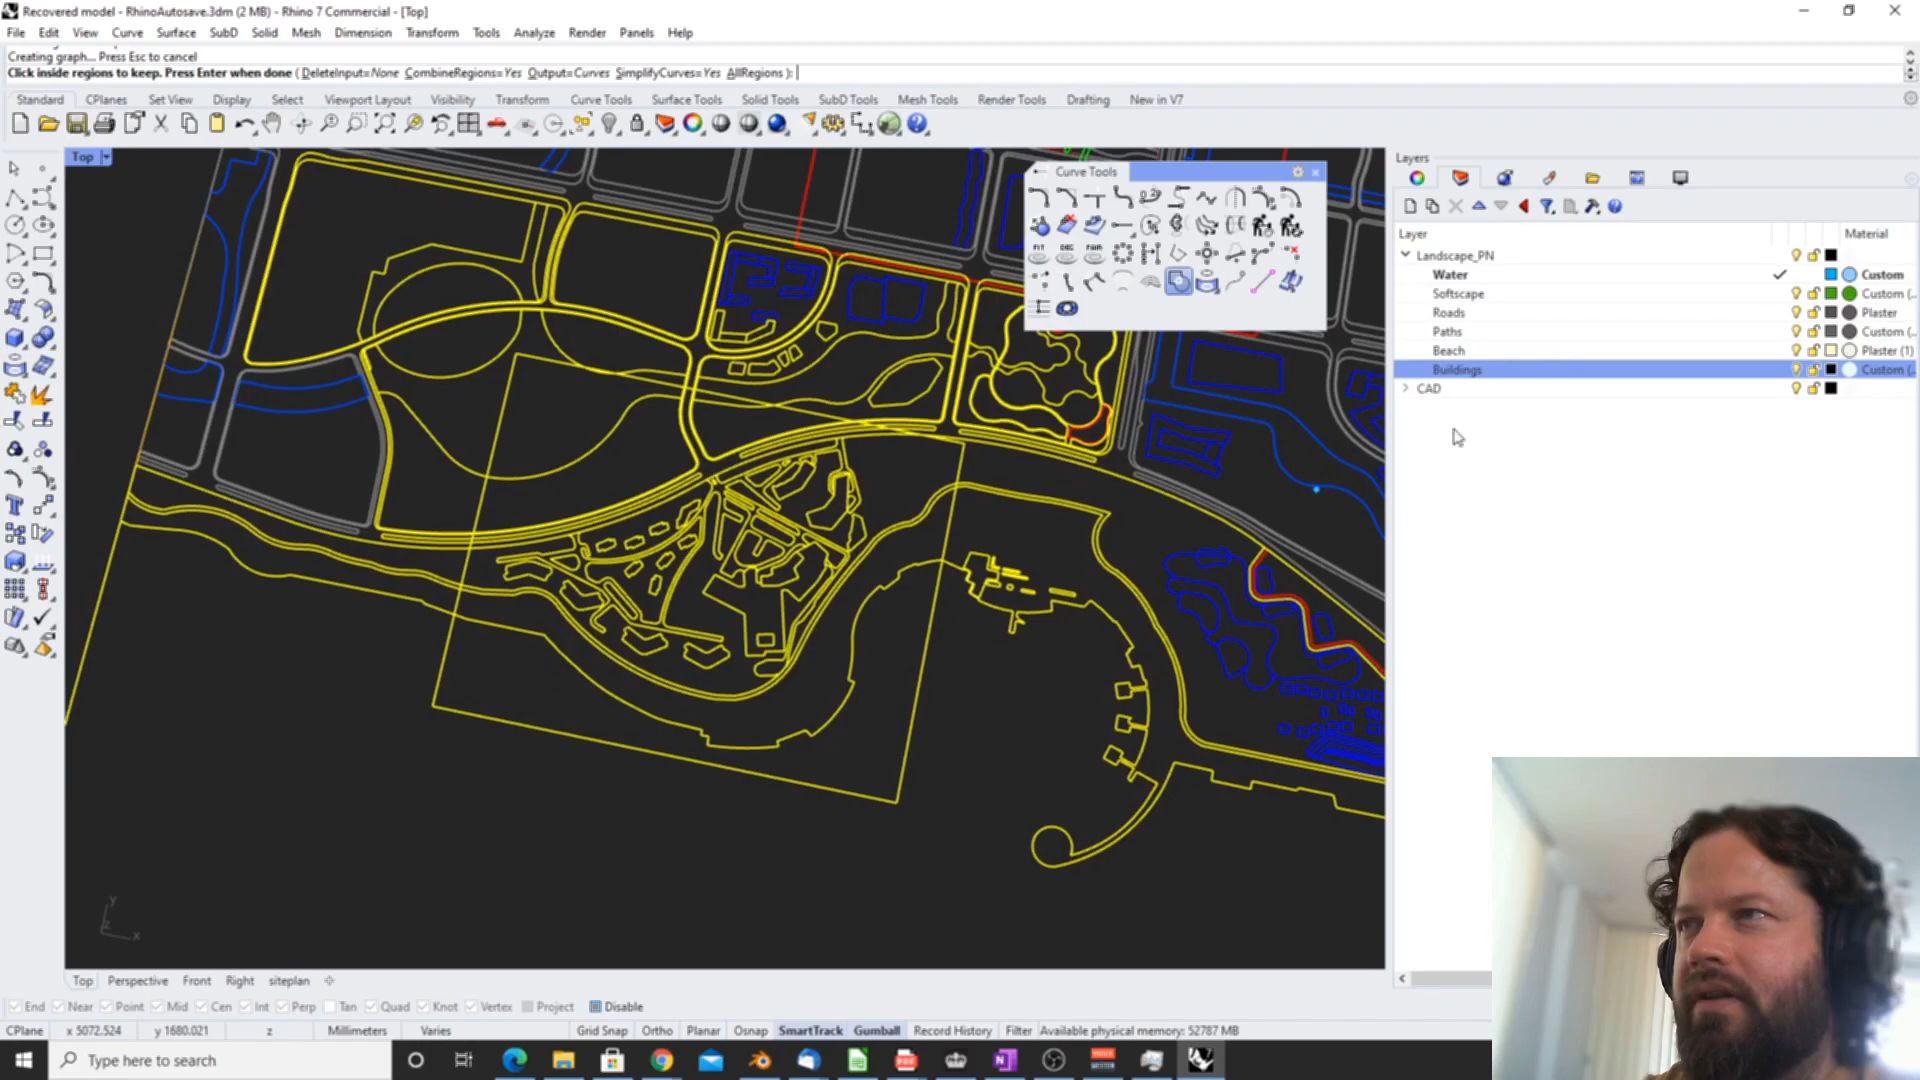 Recovered model - RhinoAutosave.3dm (2 MB) - Rhino 7 Commercial - [Top]
File Edit View Curve Surface SubD Solid Mesh Dimension Transform Tools Analyze Render Panels Help
Creating graph... Press Esc to cancel
Click inside regions to keep. Press Enter when done ( DeleteInput=None CombineRegions=Yes Output=Curves SimplifyCurves=Yes AllRegions ):
Standard CPlanes Set View Display Select Viewport Layout Visibility Transform Curve Tools Surface Tools Solid Tools SubD Tools Mesh Tools Render Tools Drafting New in V7
Top
Curve Tools
Layers
Layer Material
Landscape_PN
Water Custom
Softscape Custom (...
Roads Plaster
Paths Custom (...
Beach Plaster (1)
Buildings Custom (...
CAD
y
z
x
Top Perspective Front Right siteplan
End Near Point Mid Cen Int Perp Tan Quad Knot Vertex Project Disable
CPlane x 5072.524 y 1680.021 z Millimeters Varies Grid Snap Ortho Planar Osnap SmartTrack Gumball Record History Filter Available physical memory: 52787 MB
Type here to search